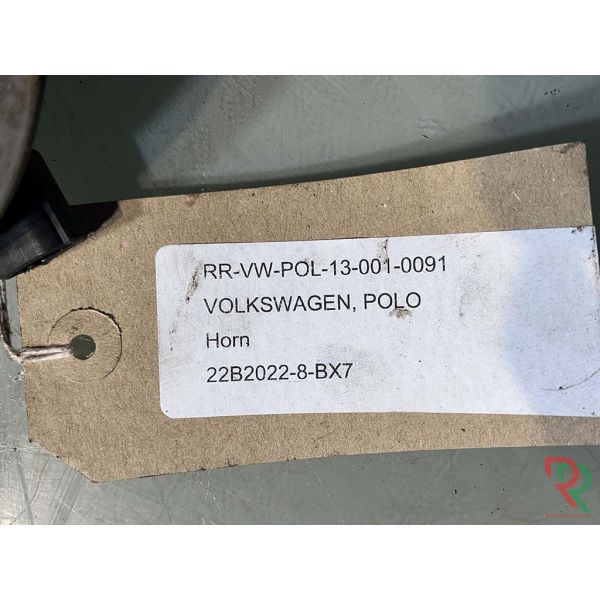 RR-VW-POL-13-001-0091
VOLKSWAGEN, POLO
Horn
22B2022-8-BX7